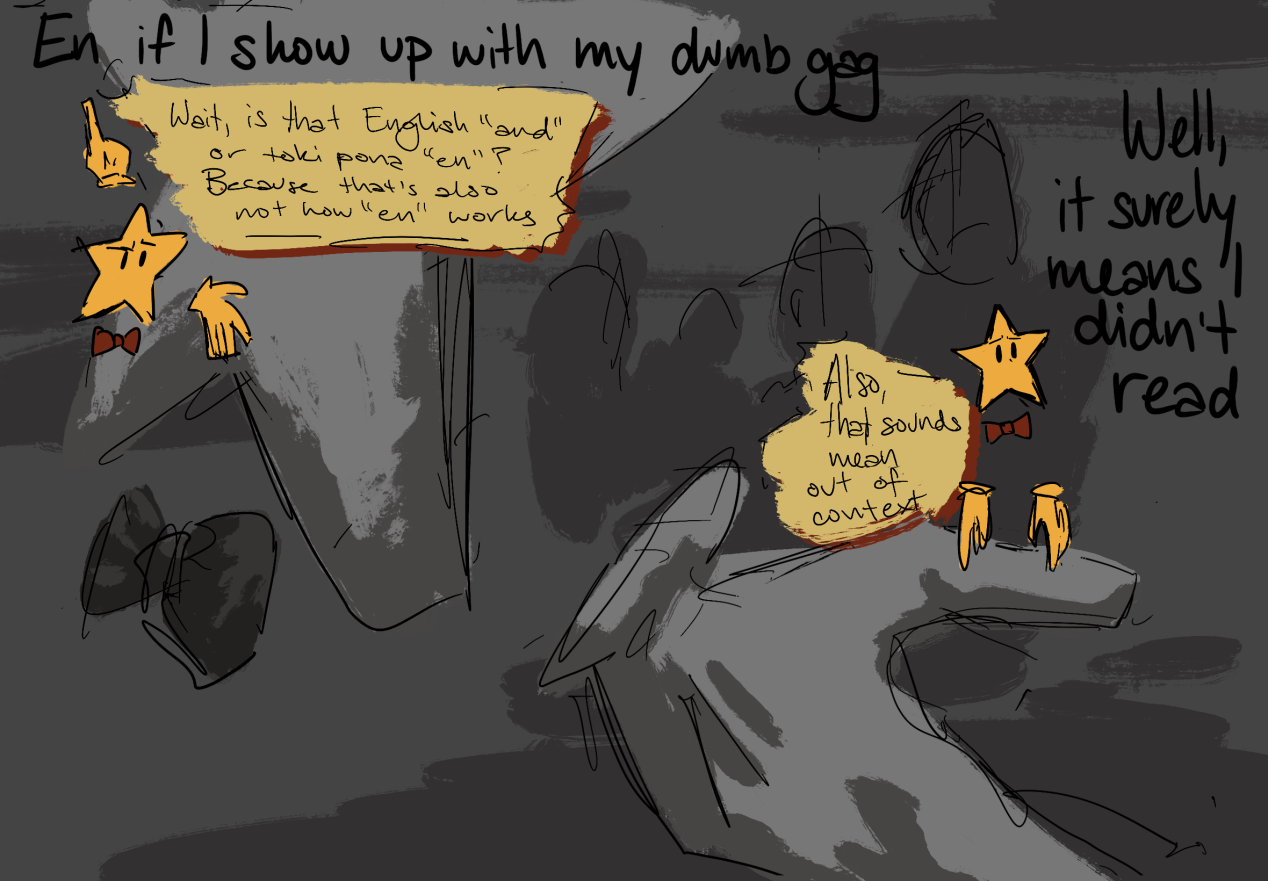 En if I show up with my dumb gag
Wait, is that English "and"
or toki pona "en"?
Because that's also
not how "en" works
Well,
it surely
means I
didn't
read
Also,
that sounds
mean
out of
context